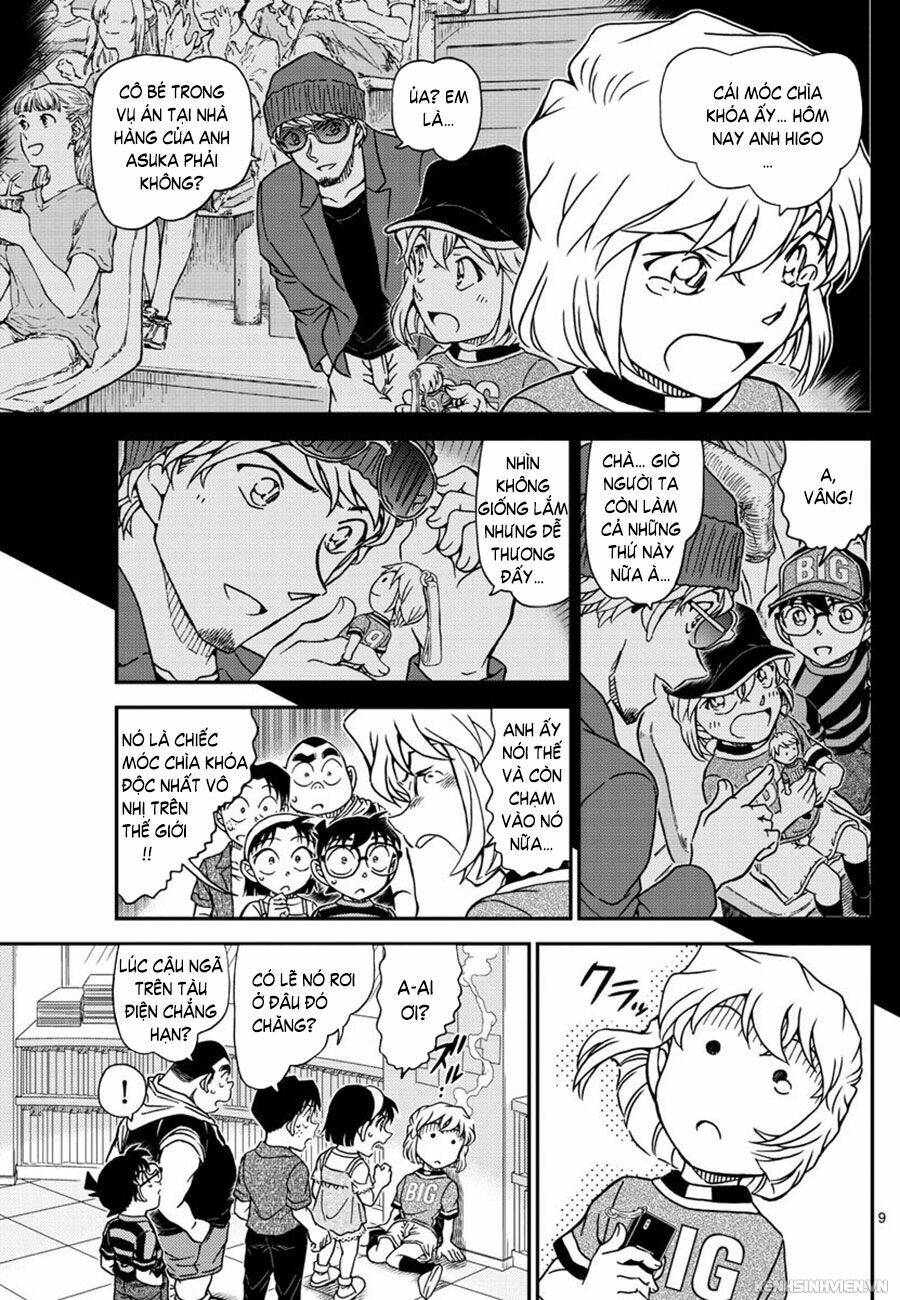 CÁI MÓC CHÌA
KHÓA ẤY... HÔM
NAY ANH HIGO
...
ỦA? EM
LÀ...
CÔ BÉ TRONG
VỤ ÁN TẠI NHÀ
HÀNG CỦA ANH
ASUKA PHẢI
KHÔNG?
A,
VÂNG!
BIG
CHÀ... GIỜ
NGƯỜI TA
CÒN LÀM
CẢ NHỮNG
THỨ NÀY
NỮA À...
NHÌN
KHÔNG
GIỐNG LẮM
NHƯNG DỄ
THƯƠNG
ĐẤY...
ANH ẤY
NÓI THẾ
VÀ CÒN
CHẠM
VÀO NÓ
NỮA...
NÓ LÀ CHIẾC
MÓC CHÌA KHÓA
ĐỘC NHẤT VÔ
NHỊ TRÊN
THẾ GIỚI
!!
クラッ
BIG
A-AI
ƠI?
CÓ LẼ NÓ RƠI
Ở ĐÂU ĐÓ
CHĂNG?
LÚC CẬU NGÃ
TRÊN TÀU
ĐIỆN CHẲNG
HẠN?
!
BIG
9
KENHSINHVIEN.VN